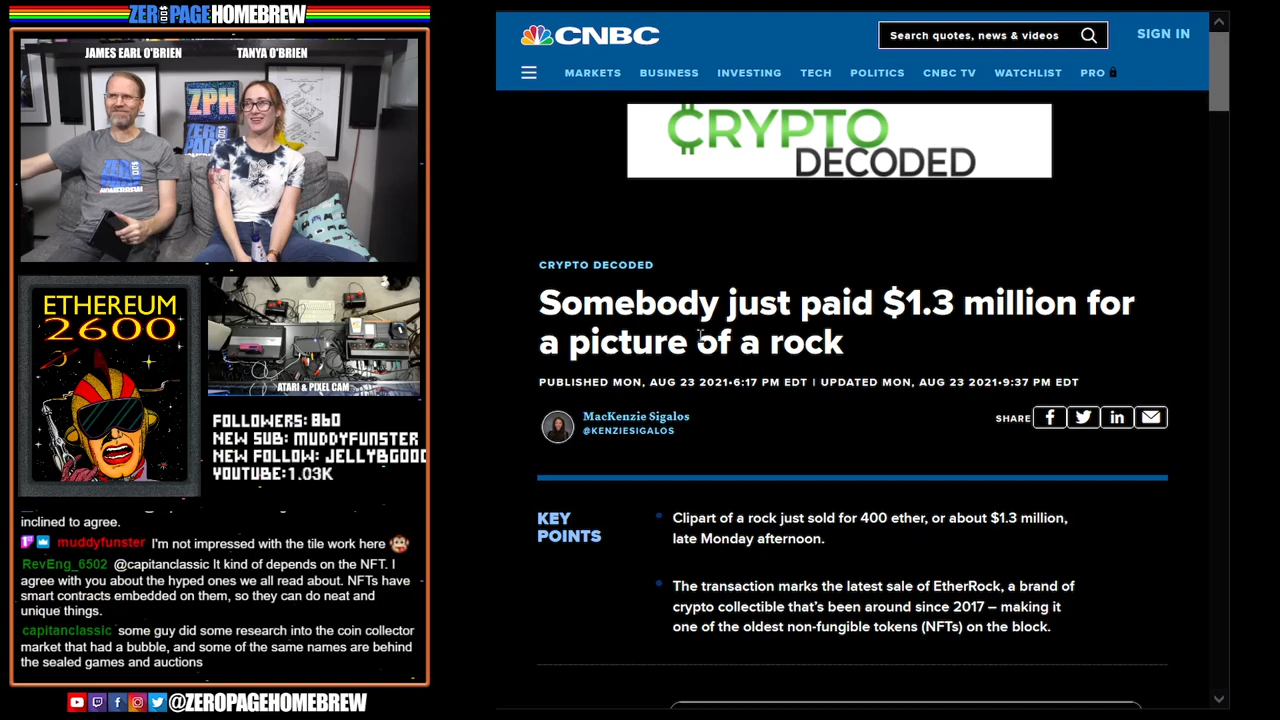 ZEROPAGE HOMEBREW
JAMES EARL O'BRIEN
TANYA O'BRIEN
ZPH
ETHEREUM
2600
ATARI & PIXEL CAM
FOLLOWERS: 860
NEW SUB: MUDDYFUNSTER
NEW FOLLOW: JELLYBGOOD
YOUTUBE:1.03K
inclined to agree.
muddyfunster I'm not impressed with the tile work here
RevEng_6502 @capitanclassic It kind of depends on the NFT. I
agree with you about the hyped ones we all read about. NFTs have
smart contracts embedded on them, so they can do neat and
unique things.
capitanclassic some guy did some research into the coin collector
market that had a bubble, and some of the same names are behind
the sealed games and auctions
@ZEROPAGEHOMEBREW
CNBC
Search quotes, news & videos
SIGN IN
MARKETS BUSINESS INVESTING TECH POLITICS CNBC TV WATCHLIST PRO
CRYPTO
DECODED
CRYPTO DECODED
Somebody just paid $1.3 million for
a picture of a rock
PUBLISHED MON, AUG 23 2021•6:17 PM EDT | UPDATED MON, AUG 23 2021•9:37 PM EDT
MacKenzie Sigalos
@KENZIESIGALOS
SHARE
KEY
POINTS
Clipart of a rock just sold for 400 ether, or about $1.3 million,
late Monday afternoon.
The transaction marks the latest sale of EtherRock, a brand of
crypto collectible that's been around since 2017 – making it
one of the oldest non-fungible tokens (NFTs) on the block.